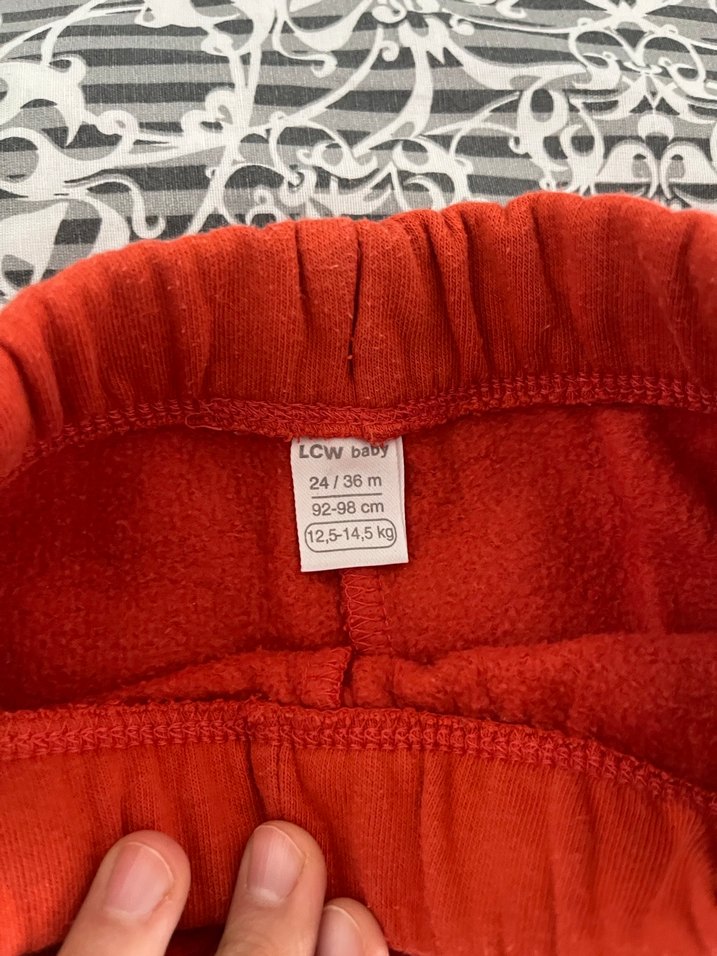 LCW baby
24 / 36 m
92-98 cm
12,5-14,5 kg